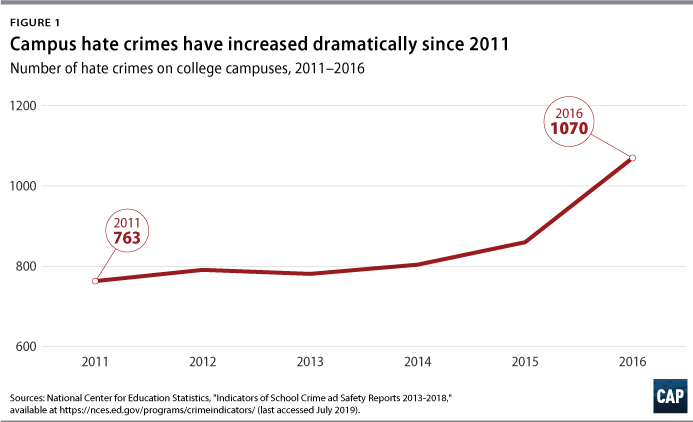 FIGURE 1
Campus hate crimes have increased dramatically since 2011
Number of hate crimes on college campuses, 2011–2016
1200
2016
1070
1000
2011
763
800
600
2011 2012 2013 2014 2015 2016
Sources: National Center for Education Statistics, "Indicators of School Crime ad Safety Reports 2013-2018,"
available at https://nces.ed.gov/programs/crimeindicators/ (last accessed July 2019).
CAP